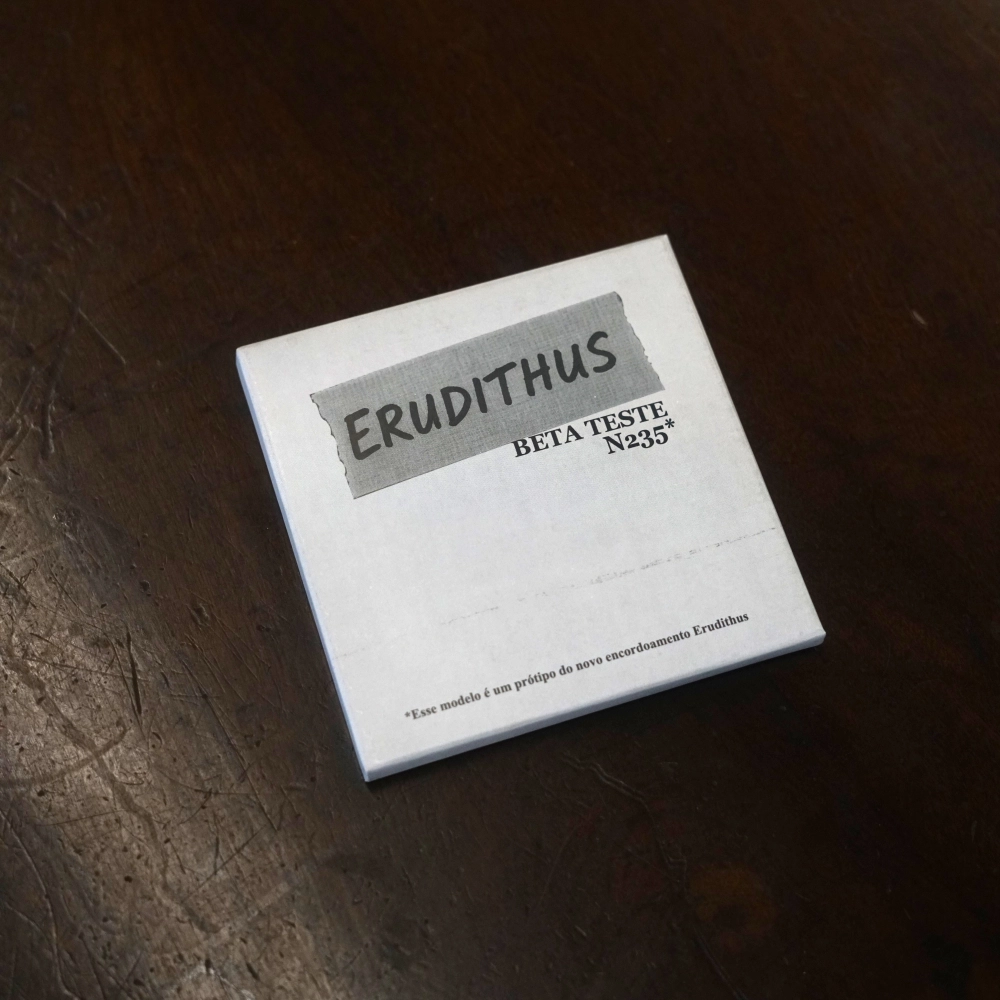 ERUDITHUS
BETA TESTE
N235*
*Esse modelo é um prótipo do novo encordoamento Erudithus